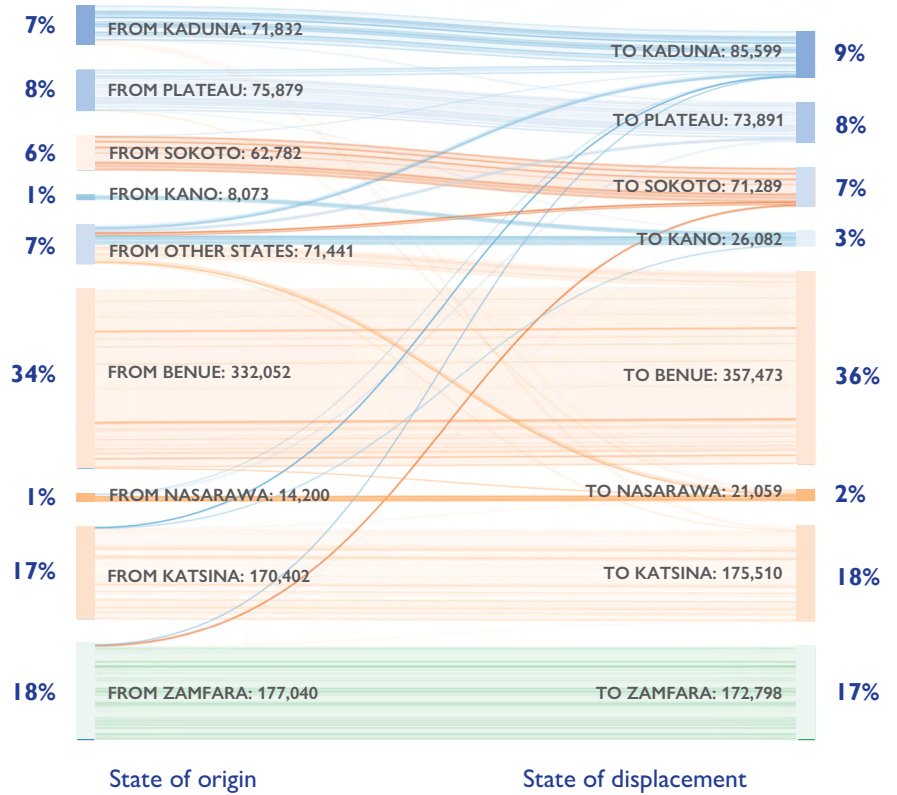 7%
FROM KADUNA: 71,832
TO KADUNA: 85,599
9%
8%
FROM PLATEAU: 75,879
TO PLATEAU: 73,891
8%
6%
FROM SOKOTO: 62,782
TO SOKOTO: 71,289
7%
1%
FROM KANO: 8,073
TO KANO: 26,082
3%
7%
FROM OTHER STATES: 71,441
34%
FROM BENUE: 332,052
TO BENUE: 357,473
36%
1%
FROM NASARAWA: 14,200
TO NASARAWA: 21,059
2%
17%
FROM KATSINA: 170,402
TO KATSINA: 175,510
18%
18%
FROM ZAMFARA: 177,040
TO ZAMFARA: 172,798
17%
State of origin
State of displacement